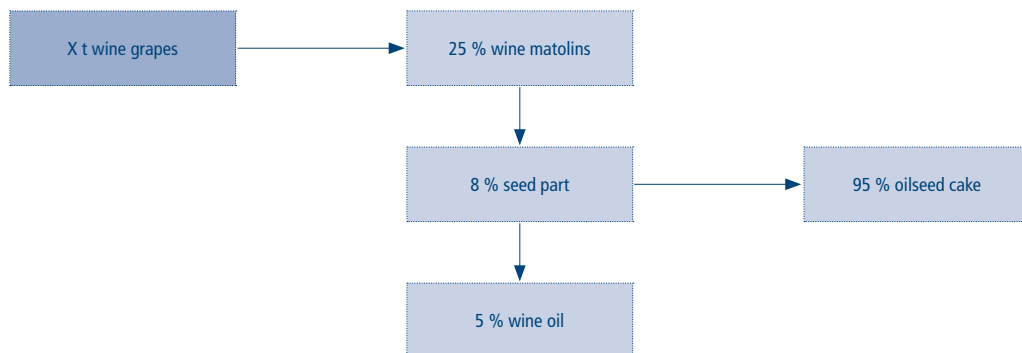 X t wine grapes
25 % wine matolins
8 % seed part
95 % oilseed cake
5 % wine oil